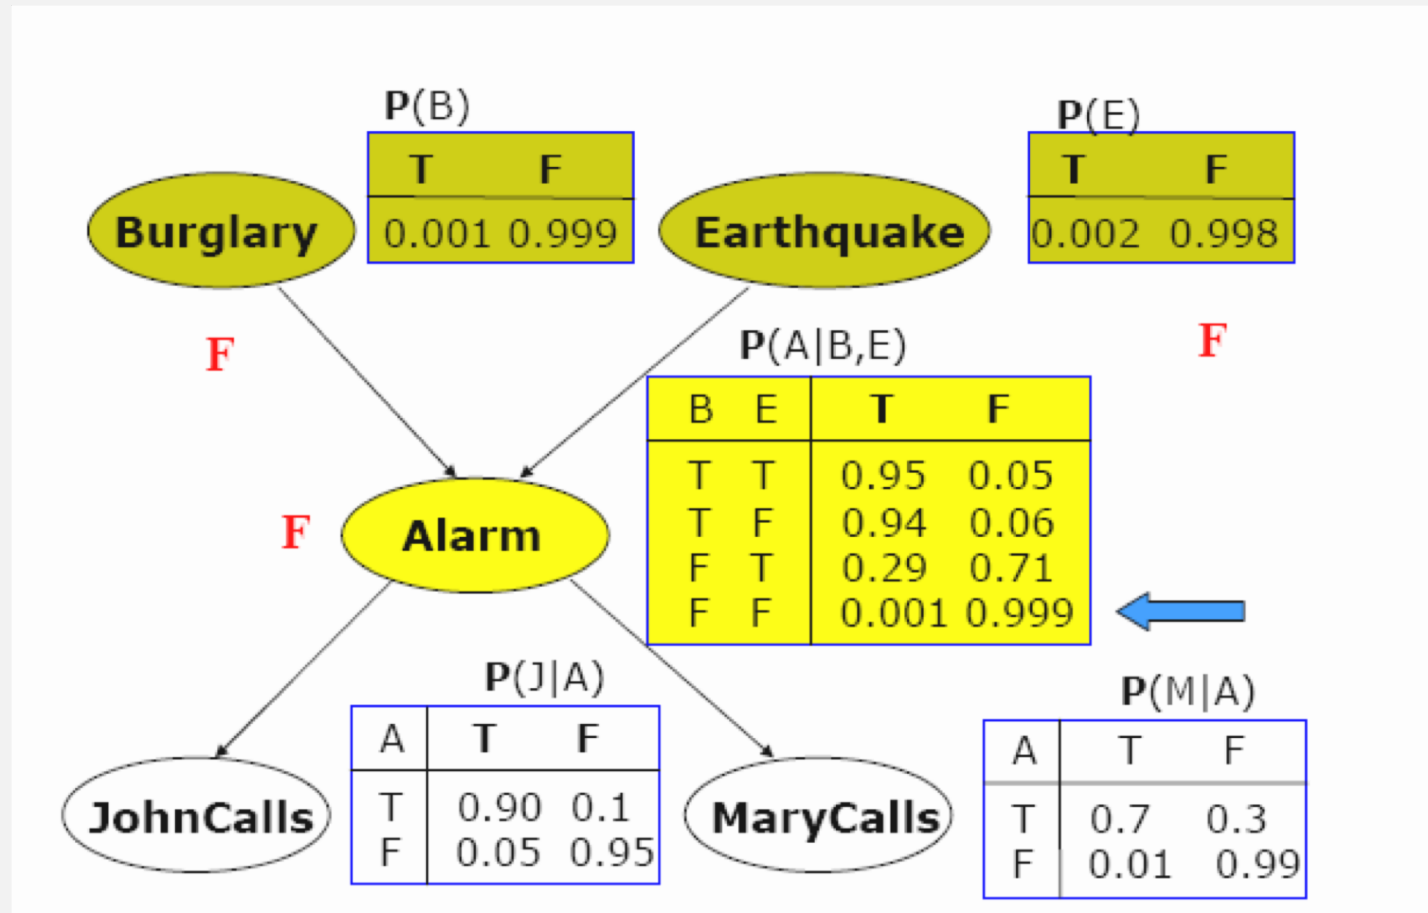 P(B)
T F
0.001 0.999
Burglary
P(E)
T F
0.002 0.998
Earthquake
F
F
P(A|B,E)
B E T F
T T 0.95 0.05
T F 0.94 0.06
F T 0.29 0.71
F F 0.001 0.999
F
Alarm
P(J|A)
A T F
T 0.90 0.1
F 0.05 0.95
JohnCalls
P(M|A)
A T F
T 0.7 0.3
F 0.01 0.99
MaryCalls